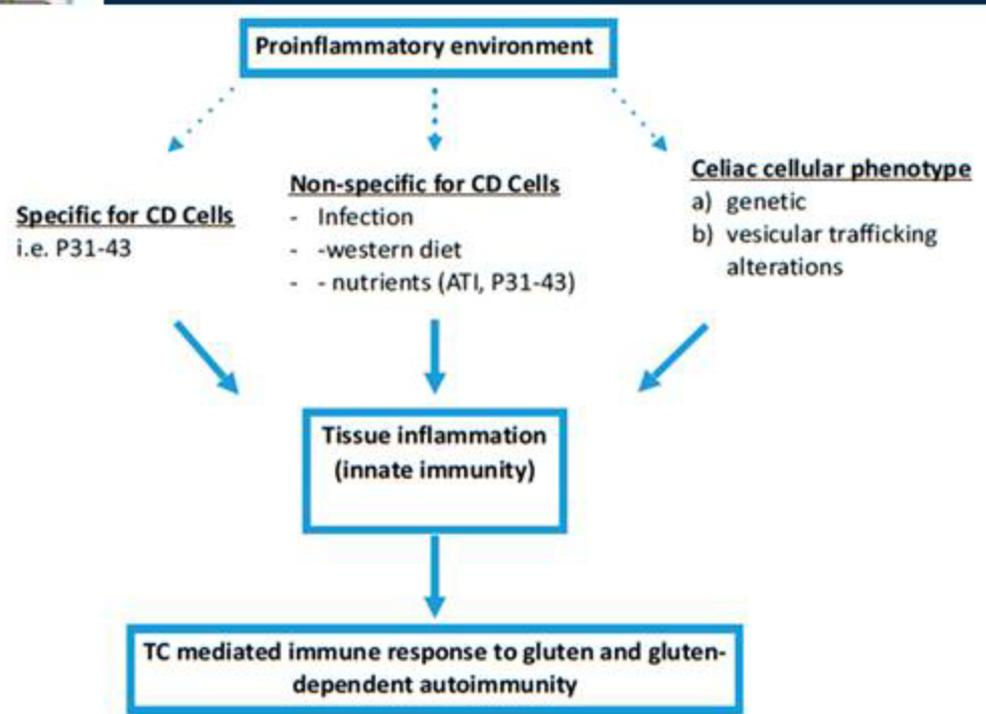 Proinflammatory environment
Specific for CD Cells
i.e. P31-43
Non-specific for CD Cells
- Infection
- -western diet
- - nutrients (ATI, P31-43)
Celiac cellular phenotype
a) genetic
b) vesicular trafficking
alterations
Tissue inflammation
(innate immunity)
TC mediated immune response to gluten and gluten-
dependent autoimmunity